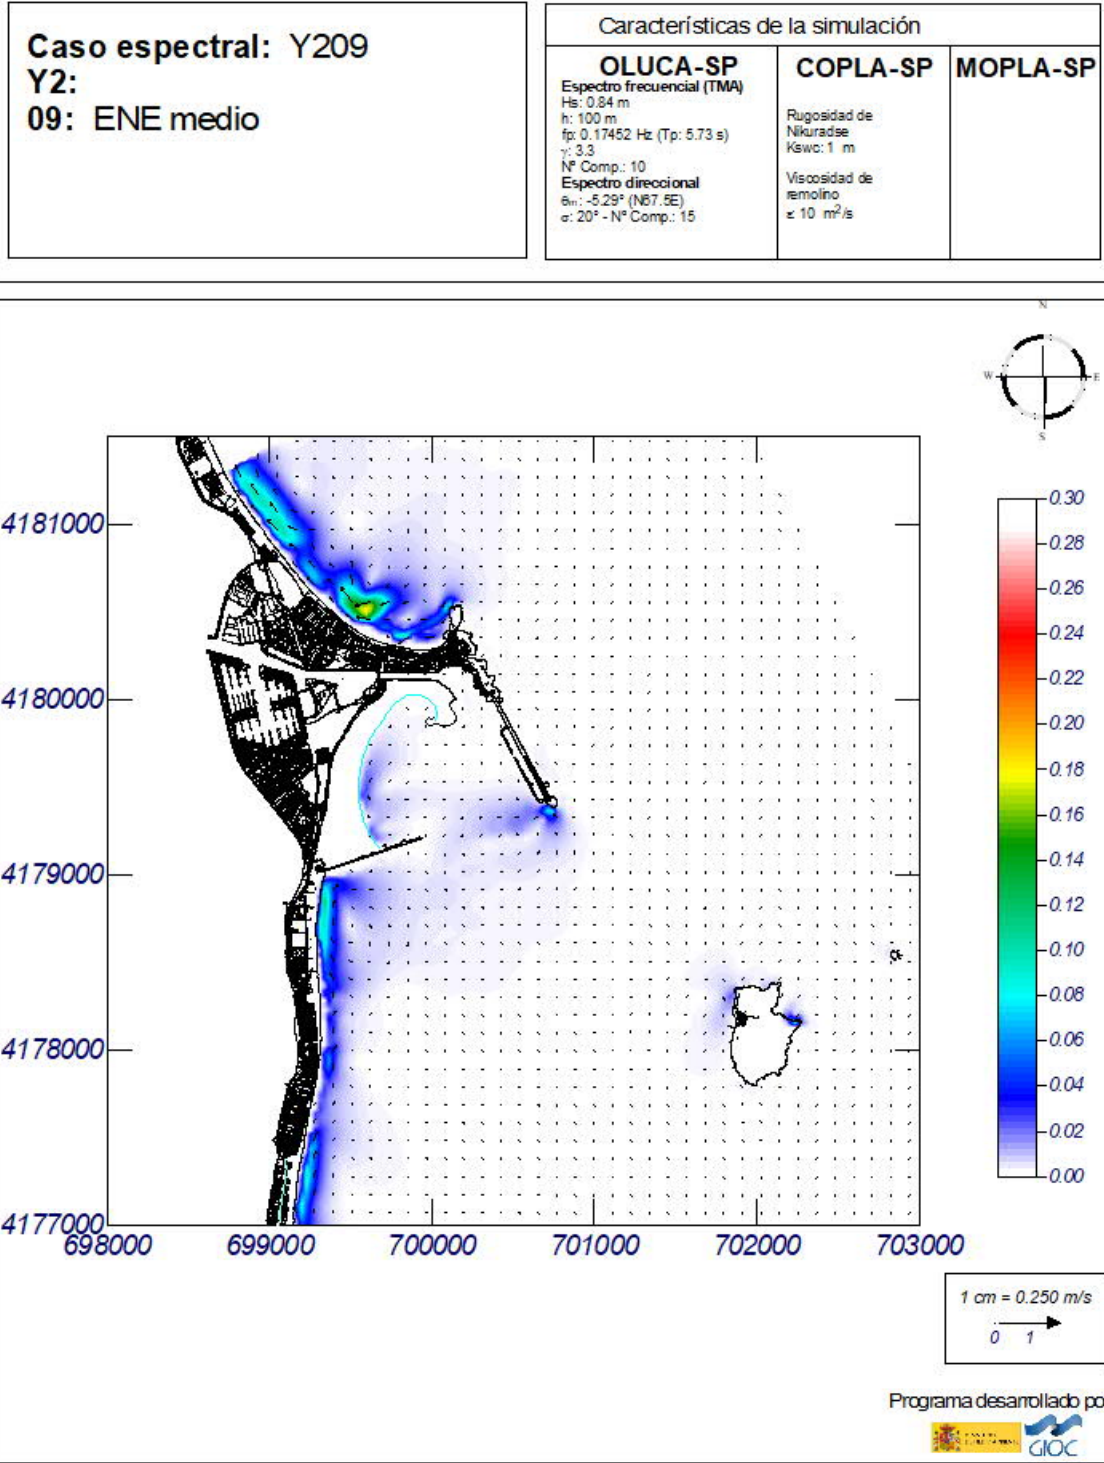 Caso espectral: Y209
Y2:
09: ENE medio
Características de la simulación
OLUCA-SP
Espectro frecuencial (TMA)
Hs: 0.84 m
h: 100 m
fp: 0.17452 Hz (Tp: 5.73 s)
γ: 3.3
Nº Comp.: 10
Espectro direccional
θm: -5.29° (N67.5E)
σ: 20° - Nº Comp.: 15
COPLA-SP
Rugosidad de
Nikuradse
Kswc: 1 m
Viscosidad de
remolino
ε: 10 m²/s
MOPLA-SP
N
W
E
S
4181000
4180000
4179000
4178000
4177000
698000
699000
700000
701000
702000
703000
0.30
0.28
0.26
0.24
0.22
0.20
0.18
0.16
0.14
0.12
0.10
0.08
0.06
0.04
0.02
0.00
1 cm = 0.250 m/s
0 1
Programa desarrollado po
GIOC